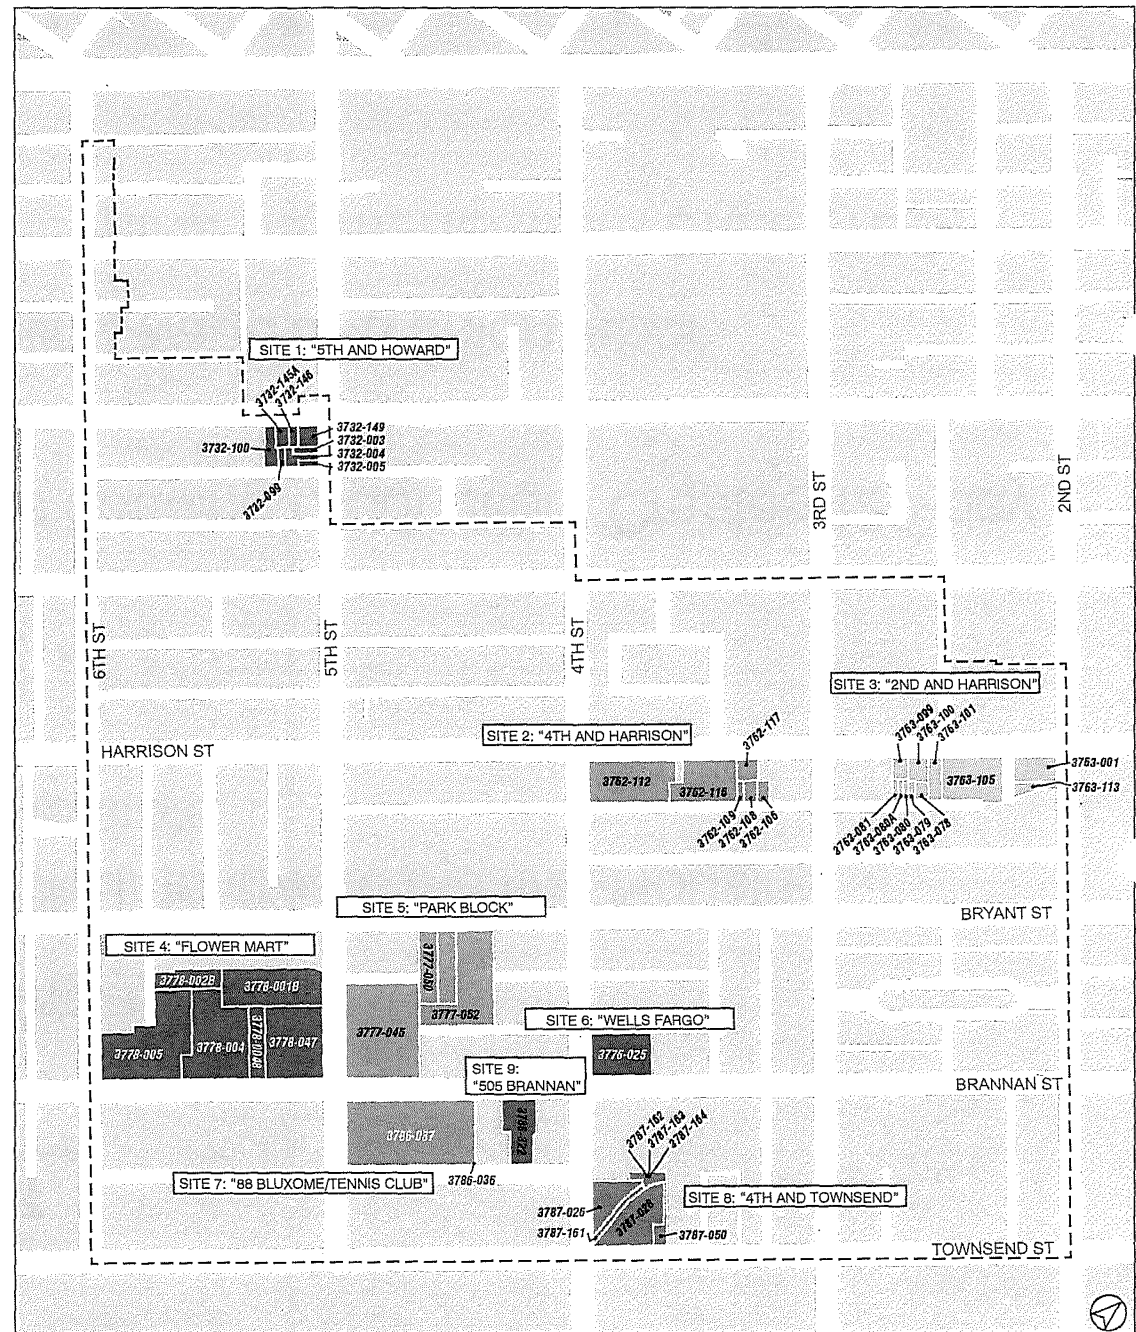 SITE 1: "5TH AND HOWARD"
3732-145A
3732-146
3732-149
3732-003
3732-100
3732-004
3732-005
3732-099
3RD ST
2ND ST
6TH ST
5TH ST
4TH ST
SITE 3: "2ND AND HARRISON"
SITE 2: "4TH AND HARRISON"
HARRISON ST
3762-117
3763-099
3763-100
3763-101
3762-112
3762-116
3763-105
3763-001
3763-113
3762-109
3762-108
3762-106
3763-081
3763-080A
3763-080
3763-079
3763-078
SITE 5: "PARK BLOCK"
BRYANT ST
SITE 4: "FLOWER MART"
3778-002B
3778-001B
3777-050
3777-052
3777-045
SITE 6: "WELLS FARGO"
3778-005
3778-004
3778-004B
3778-047
3776-025
SITE 9:
"505 BRANNAN"
BRANNAN ST
3786-037
3786-022
3787-162
3787-163
3787-164
SITE 7: "88 BLUXOME/TENNIS CLUB"
3786-036
SITE 8: "4TH AND TOWNSEND"
3787-026
3787-161
3787-028
3787-050
TOWNSEND ST